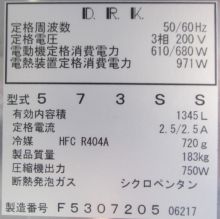 D.R.K.
定格周波数 50/60Hz
定格電圧 3相 200V
電動機定格消費電力 610/680W
電熱装置定格消費電力 971W
型式 573SS
有効内容積 1345L
定格電流 2.5/2.5A
冷媒 HFC R404A 720g
製品質量 183kg
圧縮機出力 750W
断熱発泡ガス シクロペンタン
製造番号 F5307205 06217